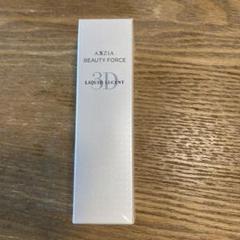 AXXZIA
BEAUTY FORCE
3D
LIQUID LUCENT